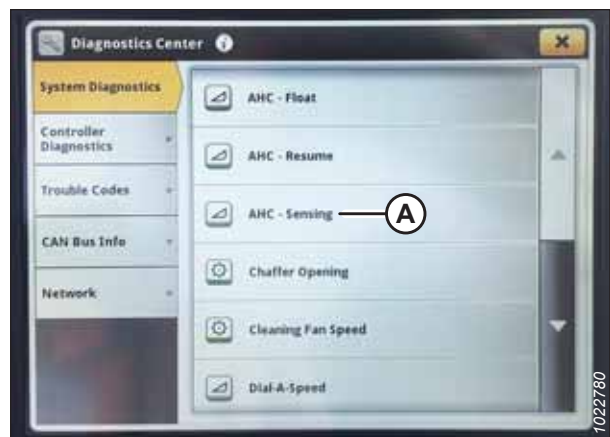 Diagnostics Center
System Diagnostics
Controller
Diagnostics
Trouble Codes
CAN Bus Info
Network
AHC - Float
AHC - Resume
AHC - Sensing
A
Chaffer Opening
Cleaning Fan Speed
Dial-A-Speed
1022780